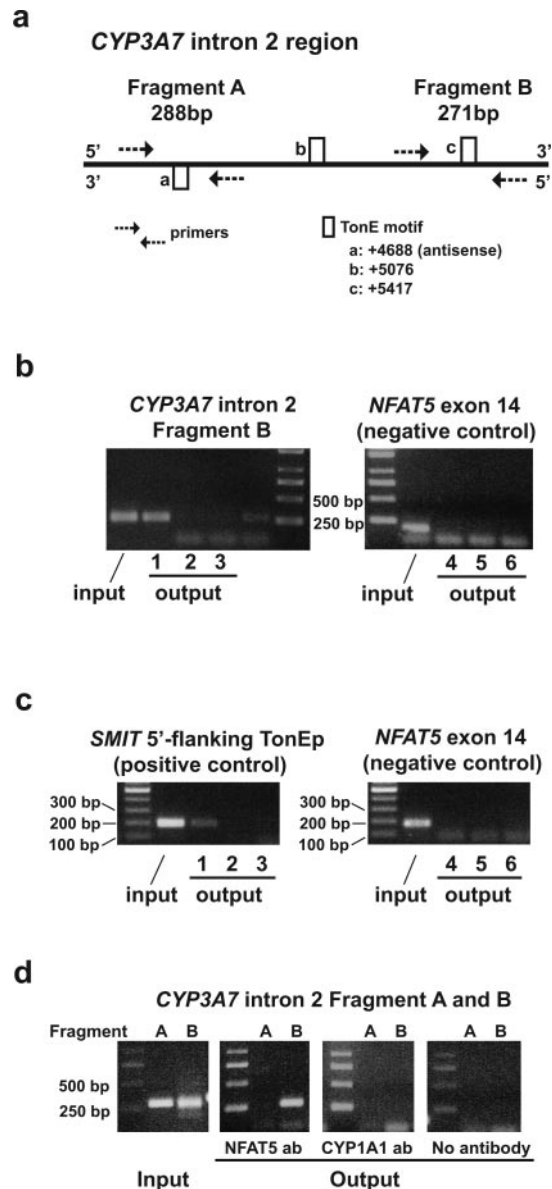 a
CYP3A7 intron 2 region
Fragment A Fragment B
288bp 271bp
5’ b c 3’
3’ a 5’
primers TonE motif
a: +4688 (antisense)
b: +5076
c: +5417
b
CYP3A7 intron 2 NFAT5 exon 14
Fragment B (negative control)
500 bp
250 bp
1 2 3 4 5 6
input output input output
c
SMIT 5’-flanking TonEp NFAT5 exon 14
(positive control) (negative control)
300 bp 300 bp
200 bp 200 bp
100 bp 100 bp
1 2 3 4 5 6
input output input output
d
CYP3A7 intron 2 Fragment A and B
Fragment A B A B A B A B
500 bp
250 bp
NFAT5 ab CYP1A1 ab No antibody
Input Output